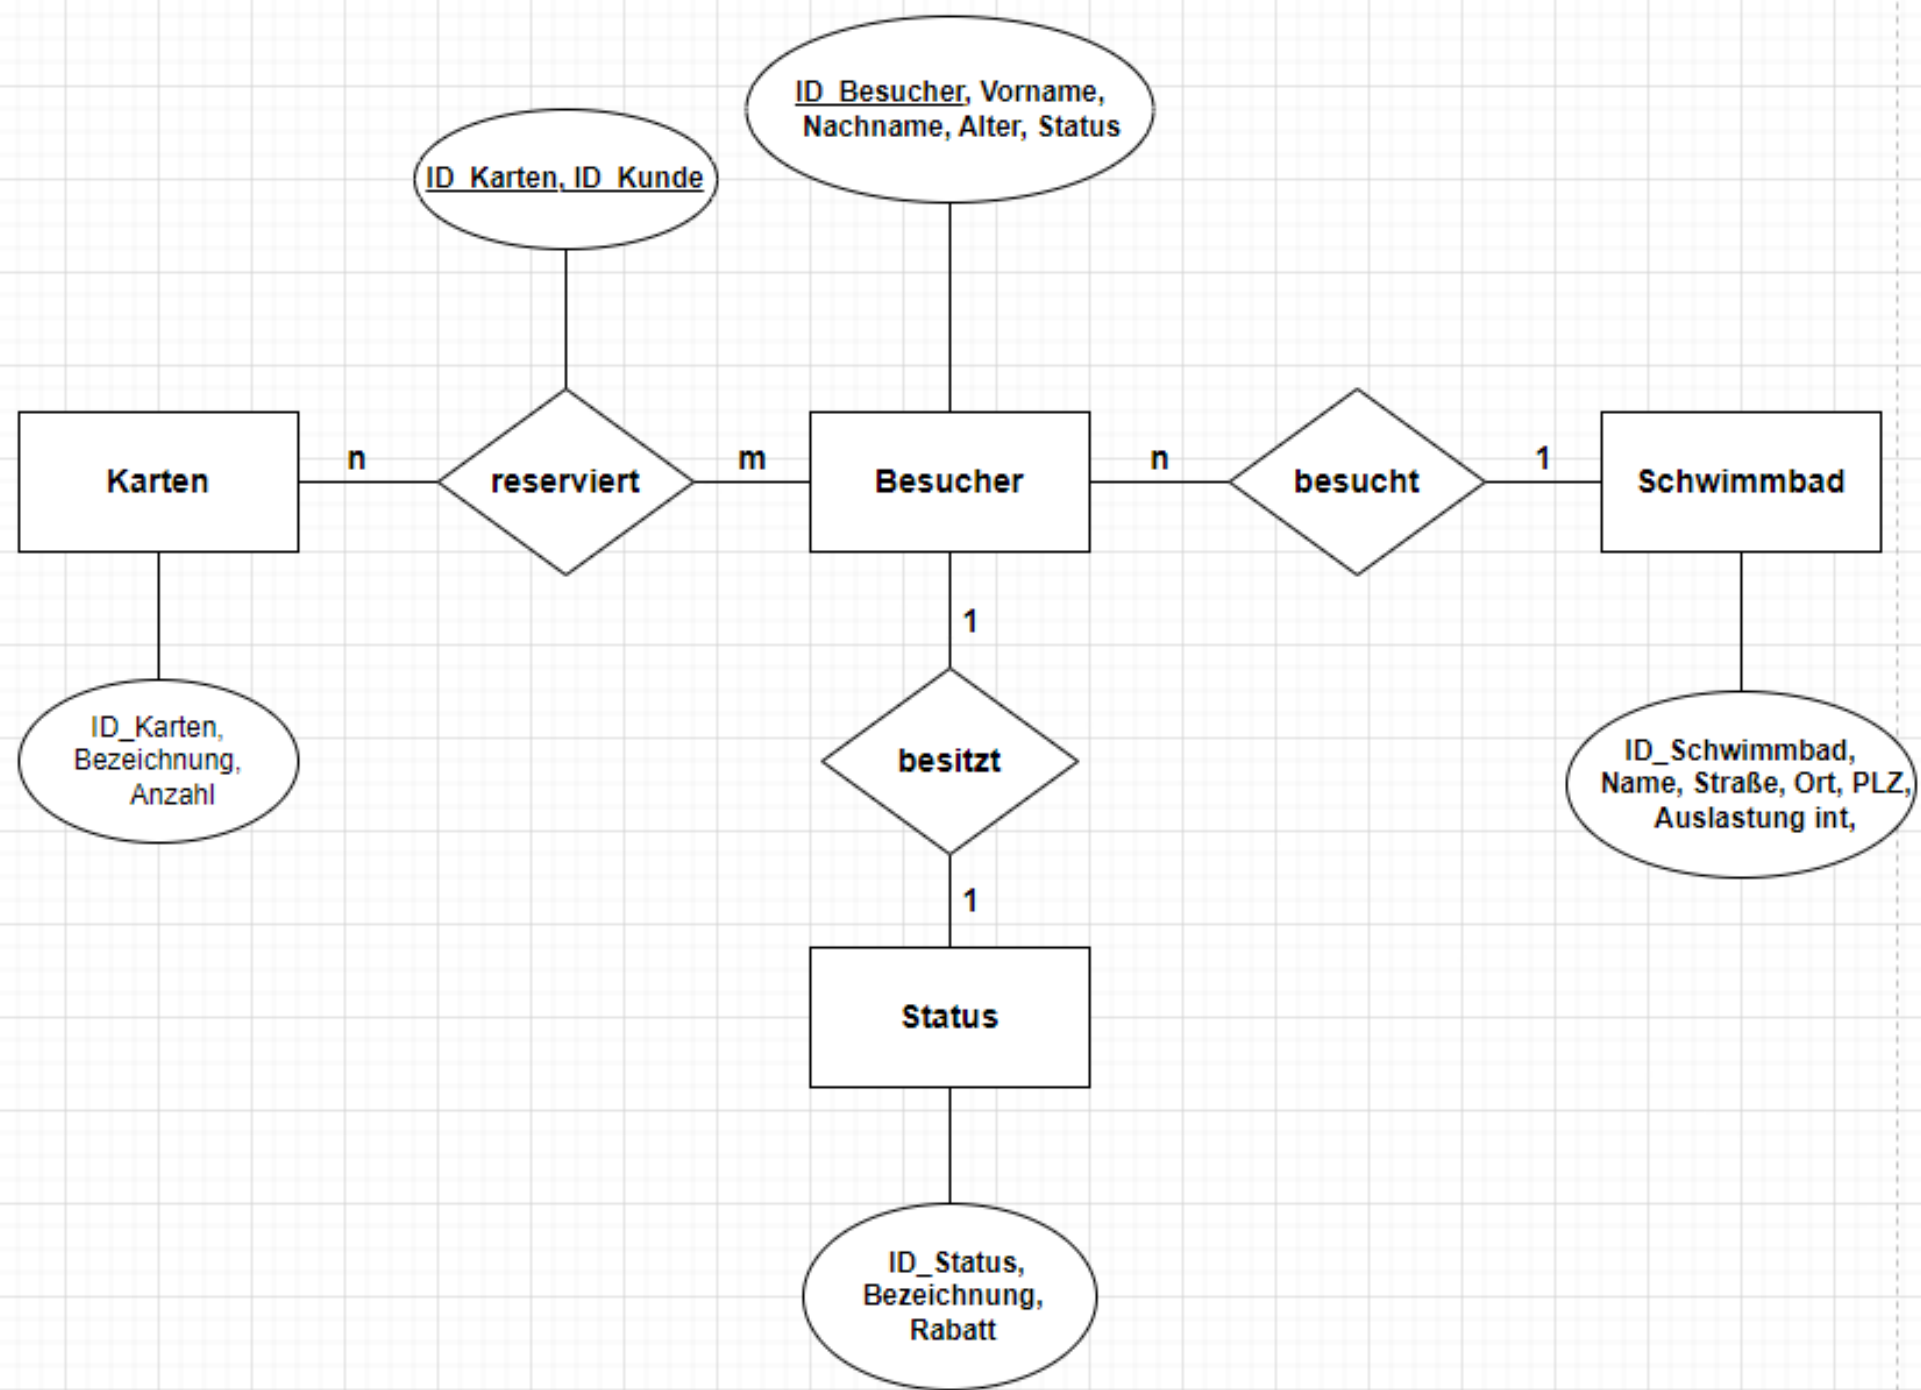 ID_Besucher, Vorname,
Nachname, Alter, Status
ID_Karten, ID_Kunde
Karten
n
reserviert
m
Besucher
n
besucht
1
Schwimmbad
1
ID_Karten,
Bezeichnung,
Anzahl
besitzt
ID_Schwimmbad,
Name, Straße, Ort, PLZ,
Auslastung int,
1
Status
ID_Status,
Bezeichnung,
Rabatt